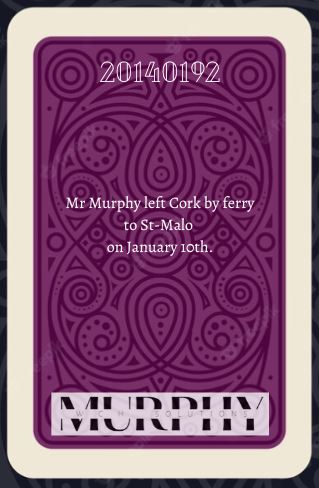 20140192
Mr Murphy left Cork by ferry
to St-Malo
on January 10th.
MURPHY
W C H SOLUTIONS